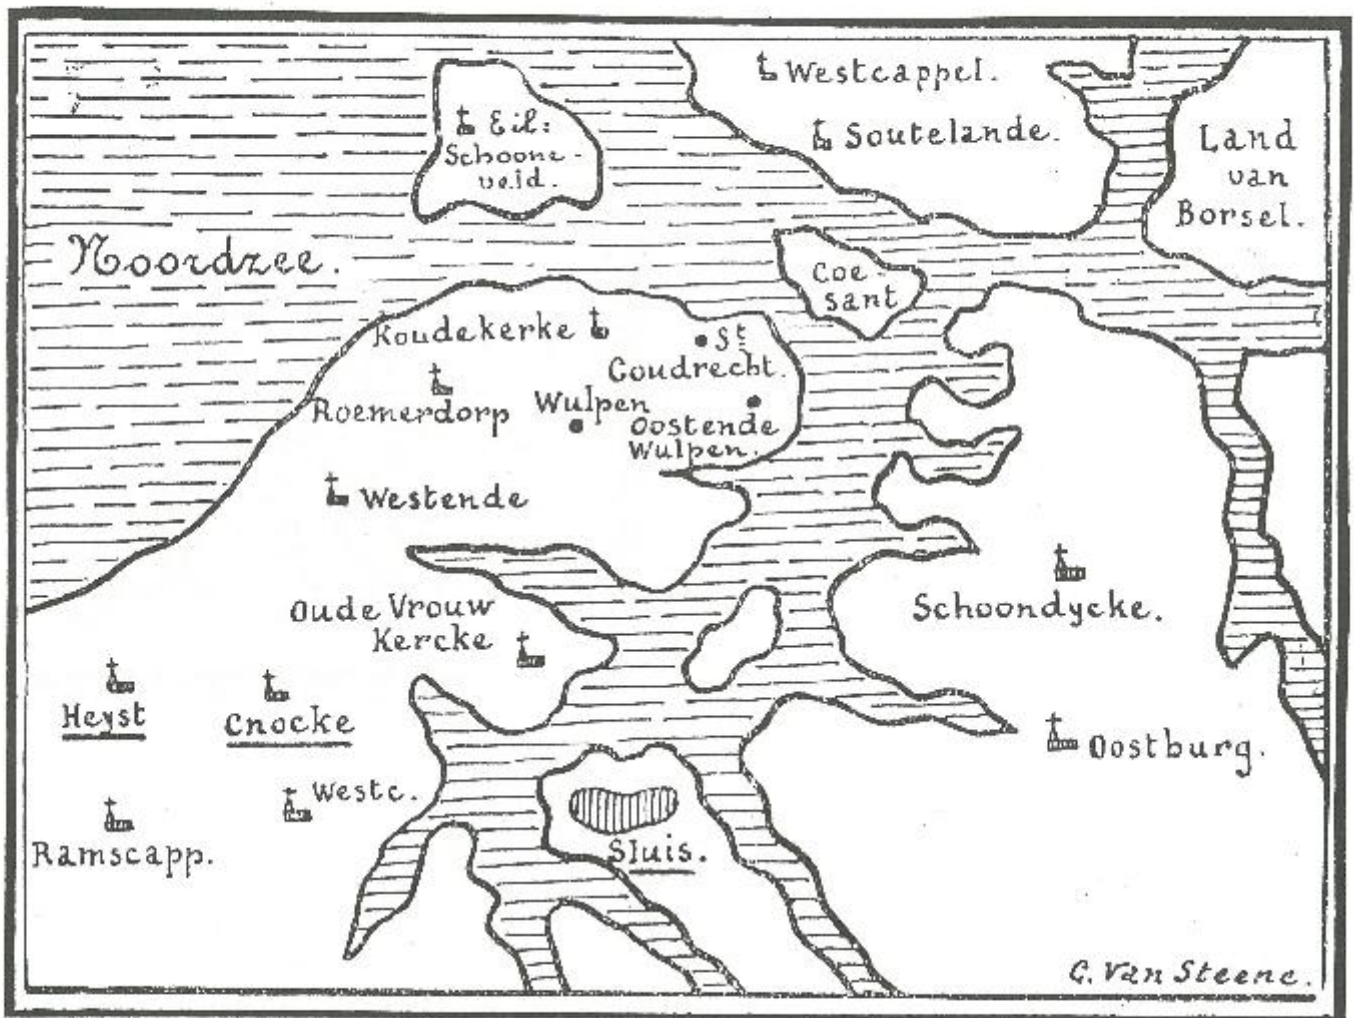 Westcappel.
Soutelande.
Eil:
Schoone-
veld.
Land
van
Borsel.
Noordzee.
Coe-
sant
Koudekerke
St
Coudrecht.
Roemerdorp
Wulpen
Oostende
Wulpen.
Westende
Oude Vrouw
Kercke
Schoondycke.
Heyst
Cnocke
Oostburg.
Westc.
Ramscapp.
Sluis.
G. Van Steene.